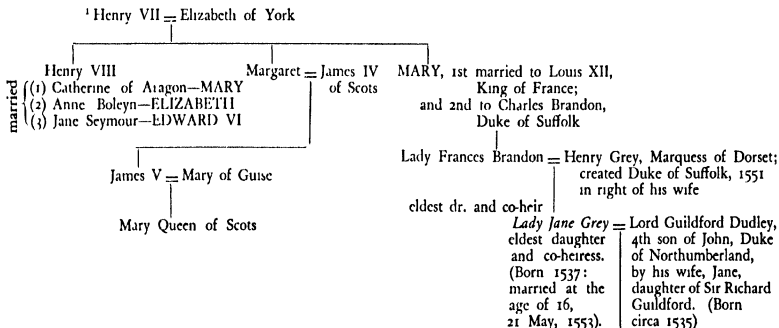 ¹ Henry VII = Elizabeth of York
Henry VIII
married
(1) Catherine of Aragon—MARY
(2) Anne Boleyn—ELIZABETH
(3) Jane Seymour—EDWARD VI
Margaret = James IV
of Scots
MARY, 1st married to Louis XII,
King of France;
and 2nd to Charles Brandon,
Duke of Suffolk
James V = Mary of Guise
Mary Queen of Scots
Lady Frances Brandon = Henry Grey, Marquess of Dorset;
created Duke of Suffolk, 1551
in right of his wife
eldest dr. and co-heir
Lady Jane Grey = Lord Guildford Dudley,
eldest daughter
and co-heiress.
(Born 1537:
married at the
age of 16,
21 May, 1553).
4th son of John, Duke
of Northumberland,
by his wife, Jane,
daughter of Sir Richard
Guildford. (Born
circa 1535)